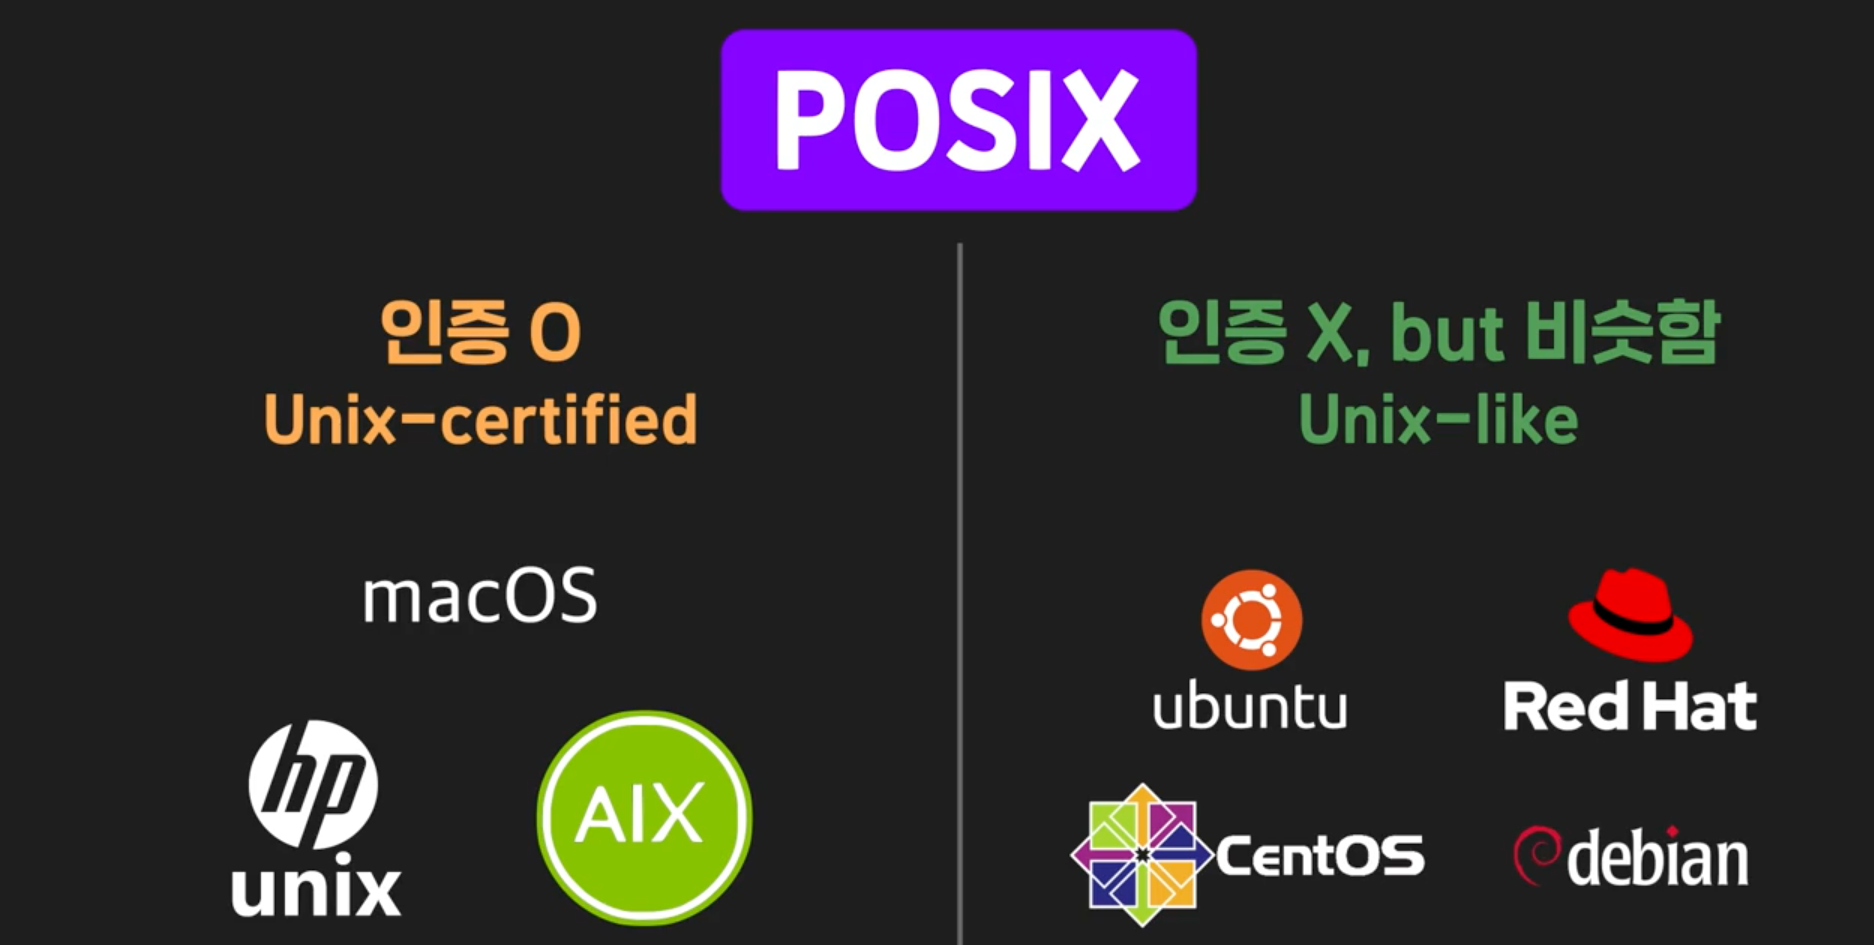 POSIX
인증 O
Unix-certified
macOS
hp
unix
AIX
인증 X, but 비슷함
Unix-like
ubuntu
Red Hat
CentOS
debian